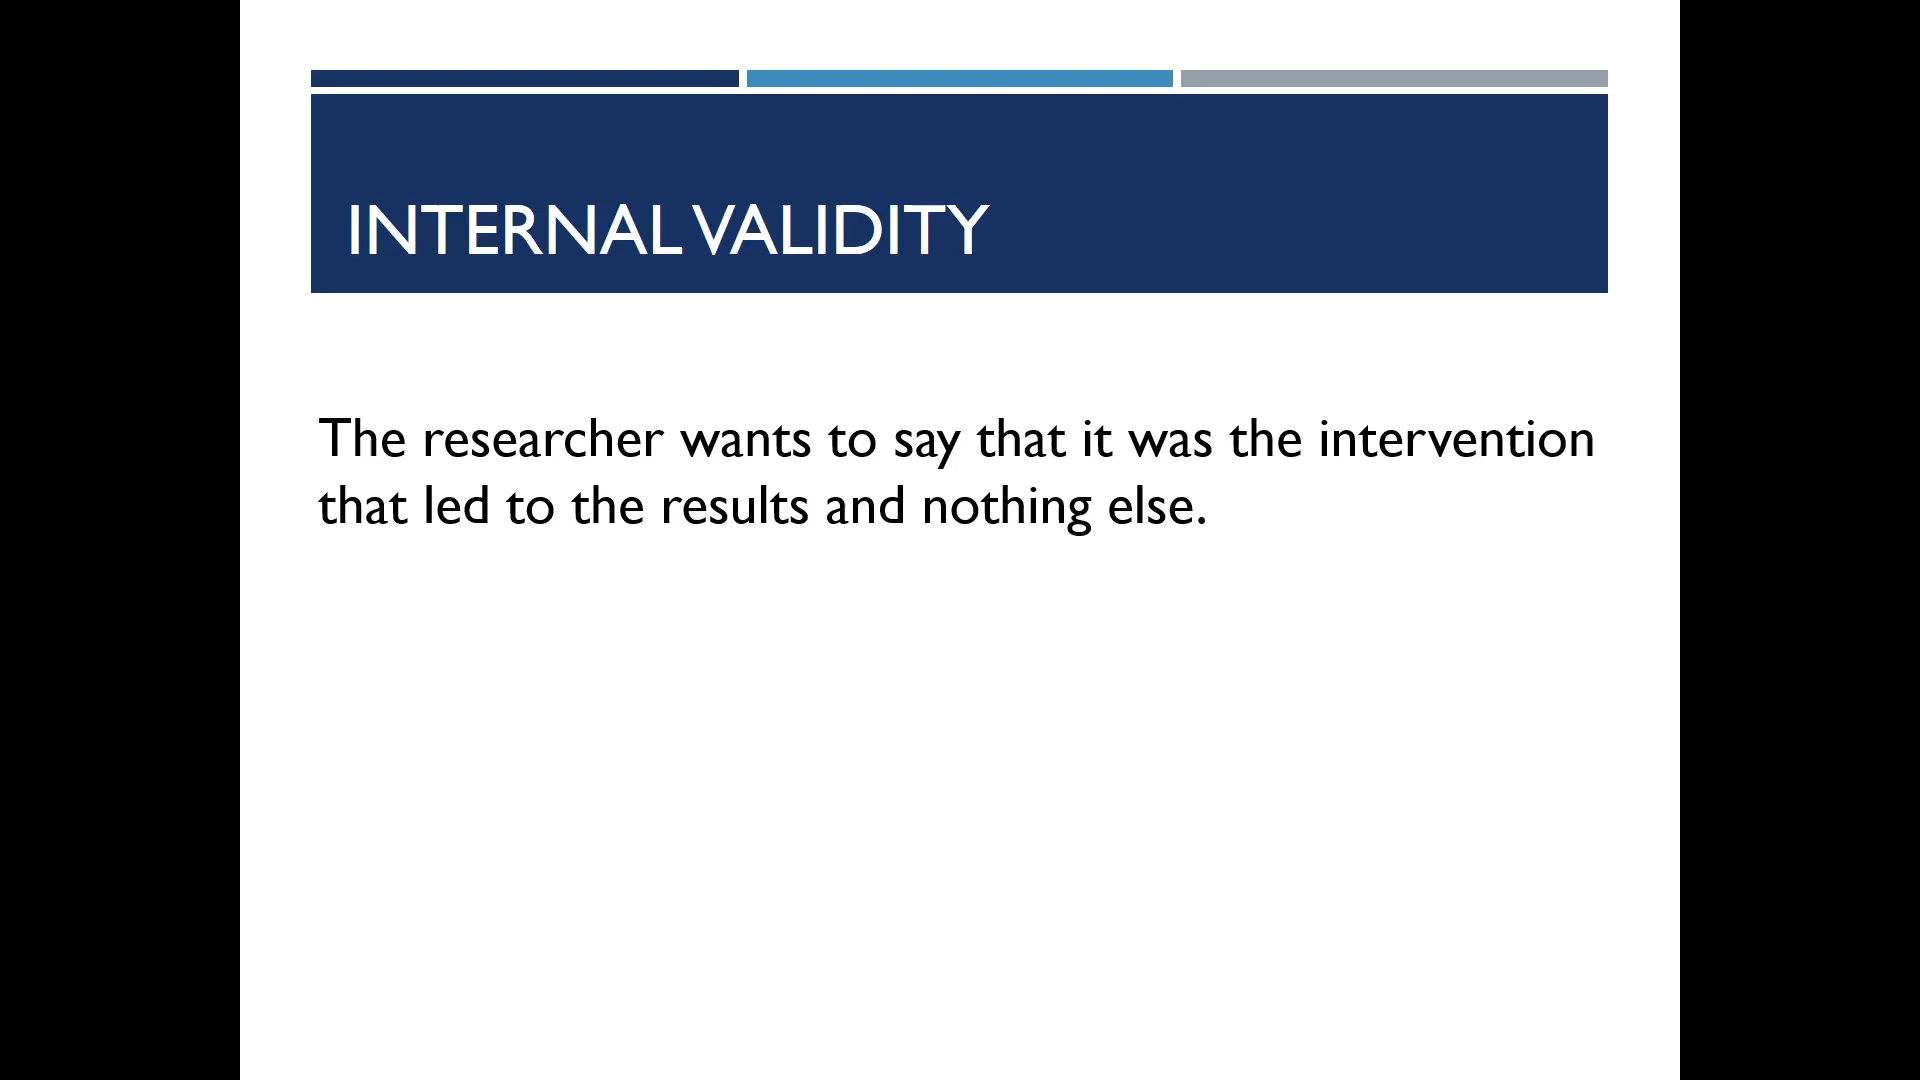 INTERNAL VALIDITY
The researcher wants to say that it was the intervention
that led to the results and nothing else.